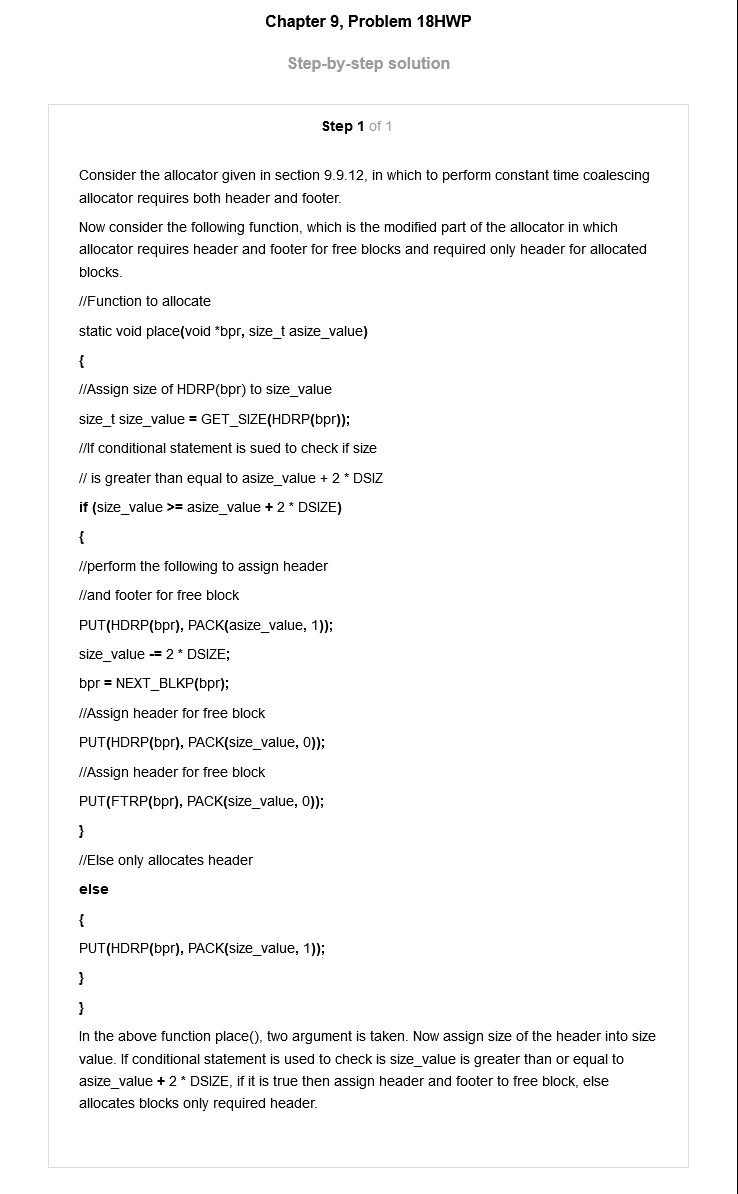 Chapter 9, Problem 18HWP
Step-by-step solution
Step 1 of 1
Consider the allocator given in section 9.9.12, in which to perform constant time coalescing
allocator requires both header and footer.
Now consider the following function, which is the modified part of the allocator in which
allocator requires header and footer for free blocks and required only header for allocated
blocks.
//Function to allocate
static void place(void *bpr, size_t asize_value)
{
//Assign size of HDRP(bpr) to size_value
size_t size_value = GET_SIZE(HDRP(bpr));
//If conditional statement is sued to check if size
// is greater than equal to asize_value + 2 * DSIZ
if (size_value >= asize_value + 2 * DSIZE)
{
//perform the following to assign header
//and footer for free block
PUT(HDRP(bpr), PACK(asize_value, 1));
size_value -= 2 * DSIZE;
bpr = NEXT_BLKP(bpr);
//Assign header for free block
PUT(HDRP(bpr), PACK(size_value, 0));
//Assign header for free block
PUT(FTRP(bpr), PACK(size_value, 0));
}
//Else only allocates header
else
{
PUT(HDRP(bpr), PACK(size_value, 1));
}
}
In the above function place(), two argument is taken. Now assign size of the header into size
value. If conditional statement is used to check is size_value is greater than or equal to
asize_value + 2 * DSIZE, if it is true then assign header and footer to free block, else
allocates blocks only required header.